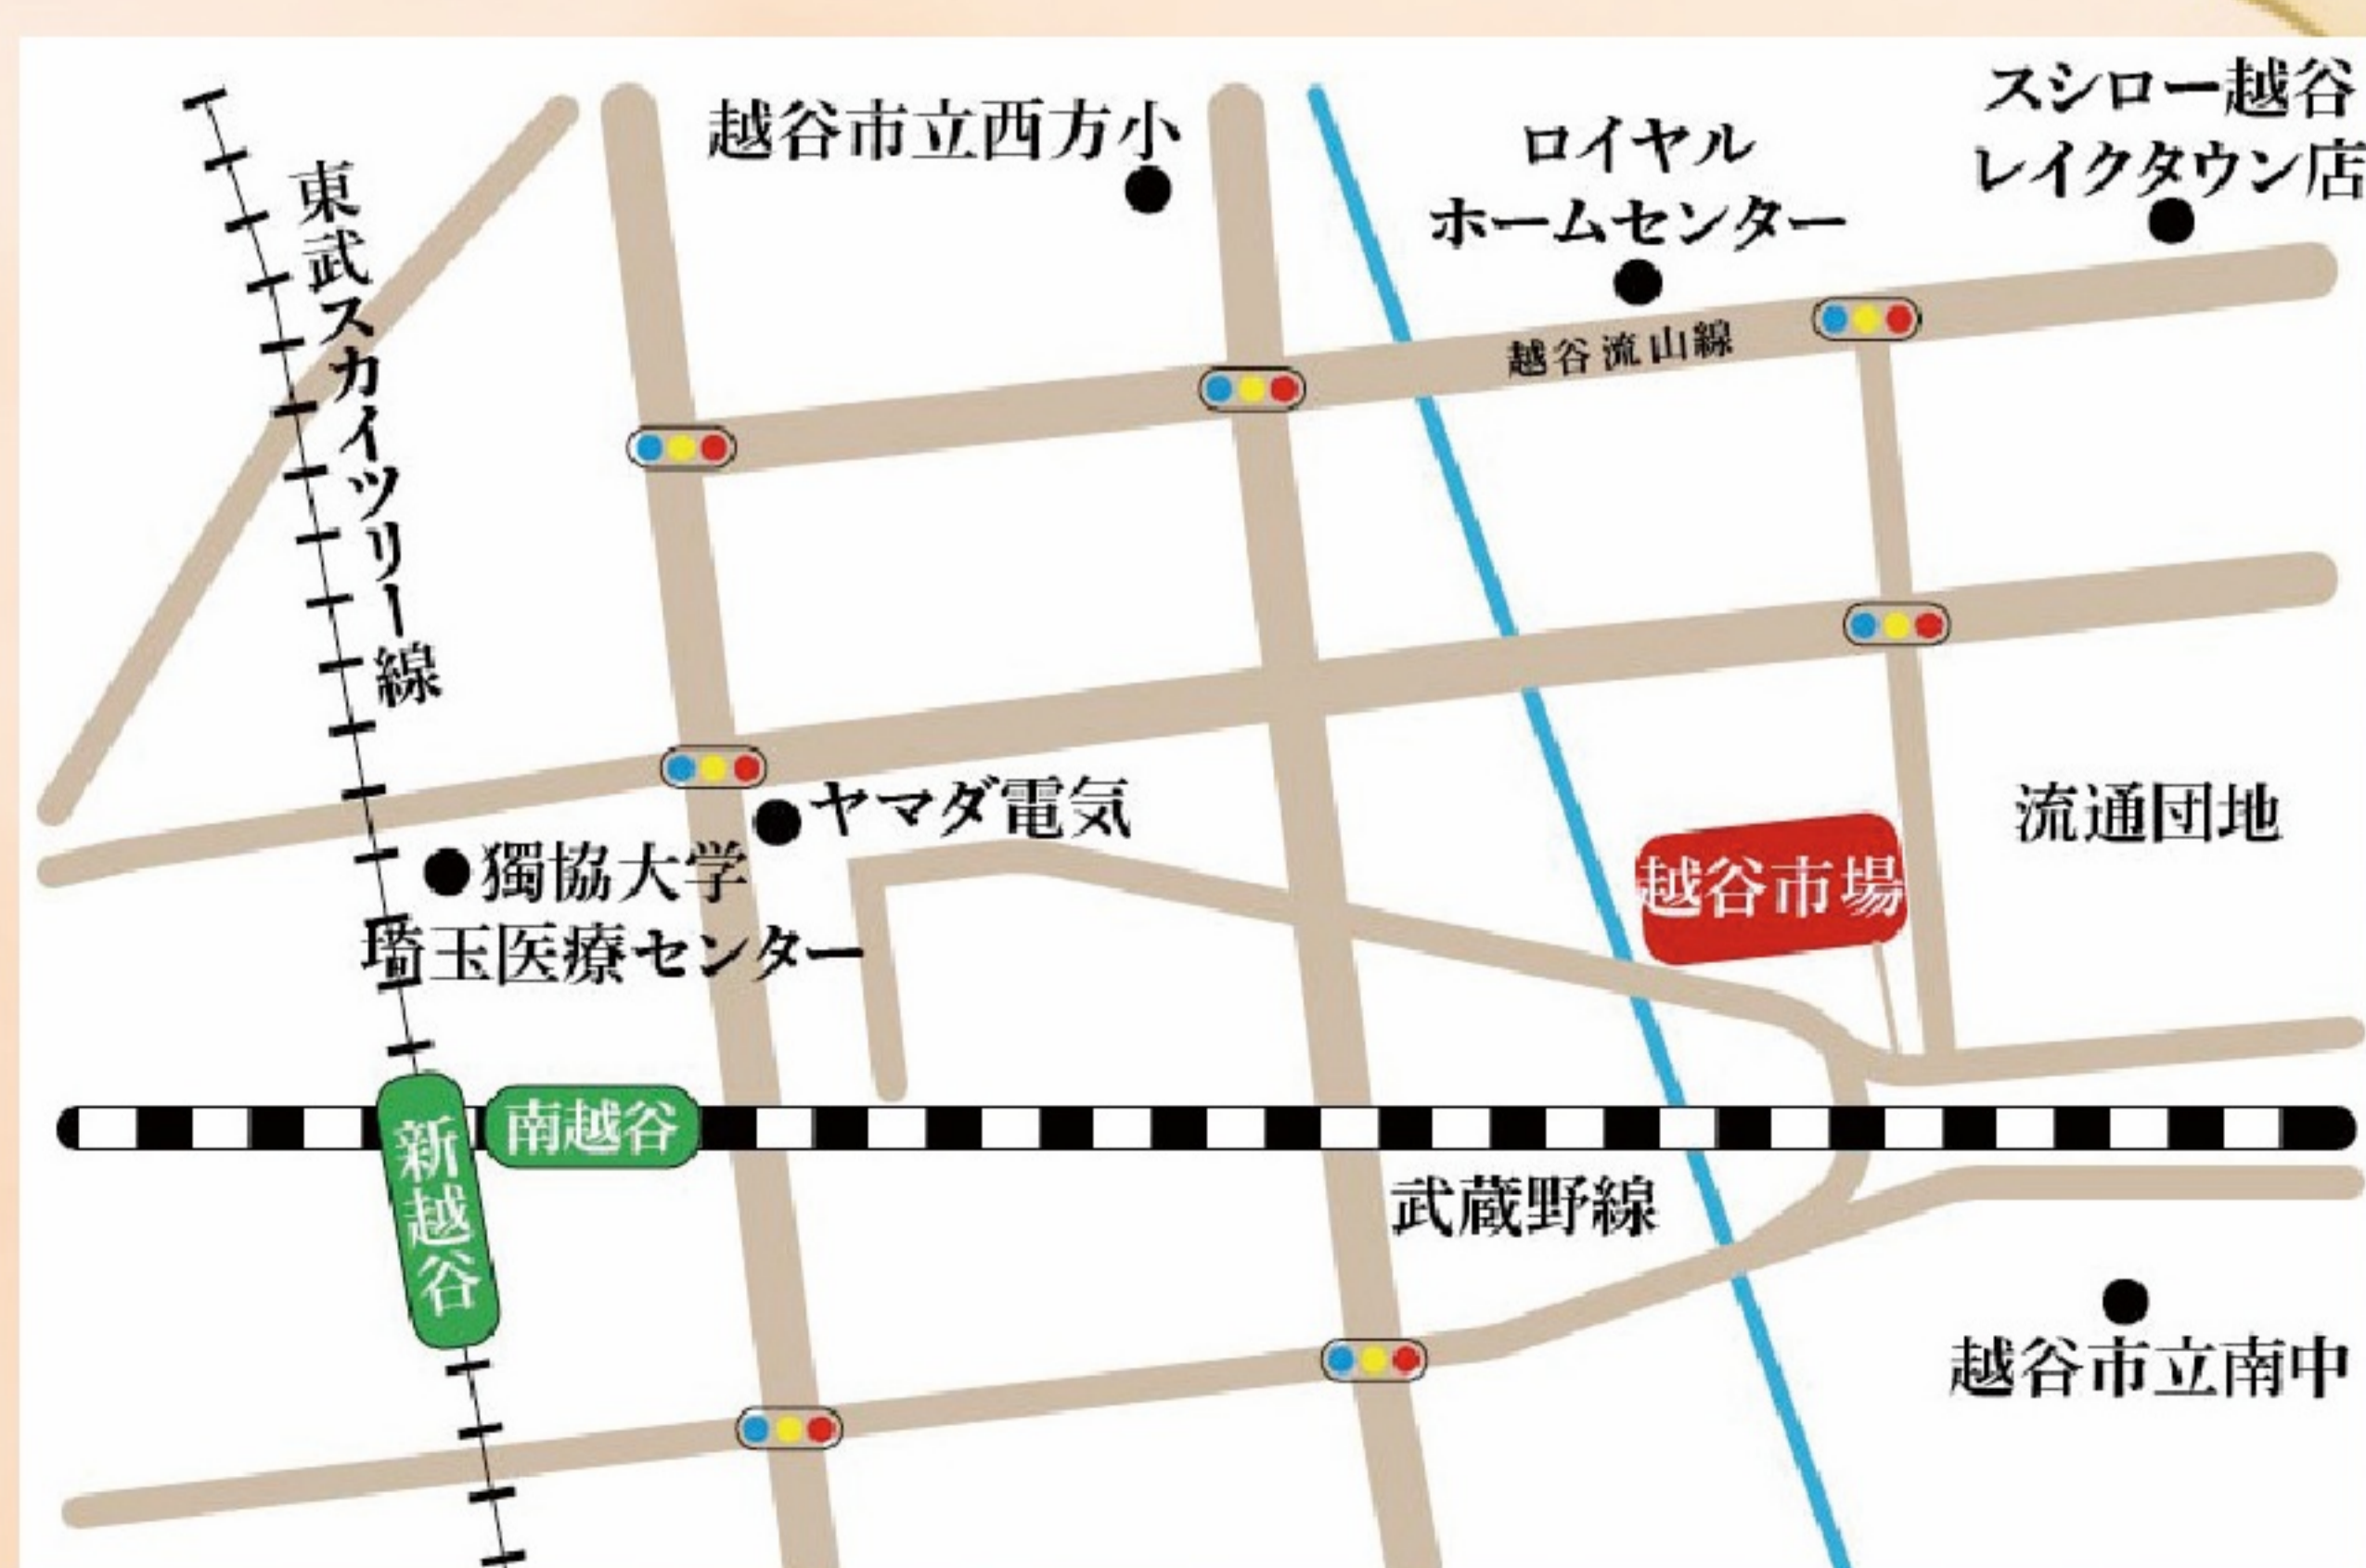 越谷市立西方小
ロイヤル
ホームセンター
スシロー越谷
レイクタウン店
東武スカイツリー線
越谷流山線
ヤマダ電気
獨協大学
埼玉医療センター
流通団地
越谷市場
新越谷
南越谷
武蔵野線
越谷市立南中